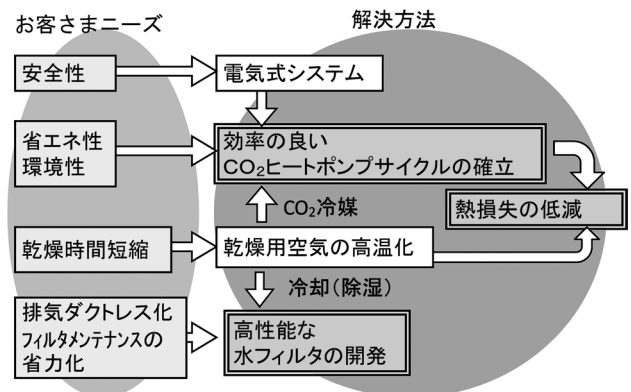 お客さまニーズ
解決方法
安全性
電気式システム
省エネ性
環境性
効率の良い
CO₂ヒートポンプサイクルの確立
CO₂冷媒
熱損失の低減
乾燥時間短縮
乾燥用空気の高温化
冷却(除湿)
排気ダクトレス化
フィルタメンテナンスの
省力化
高性能な
水フィルタの開発